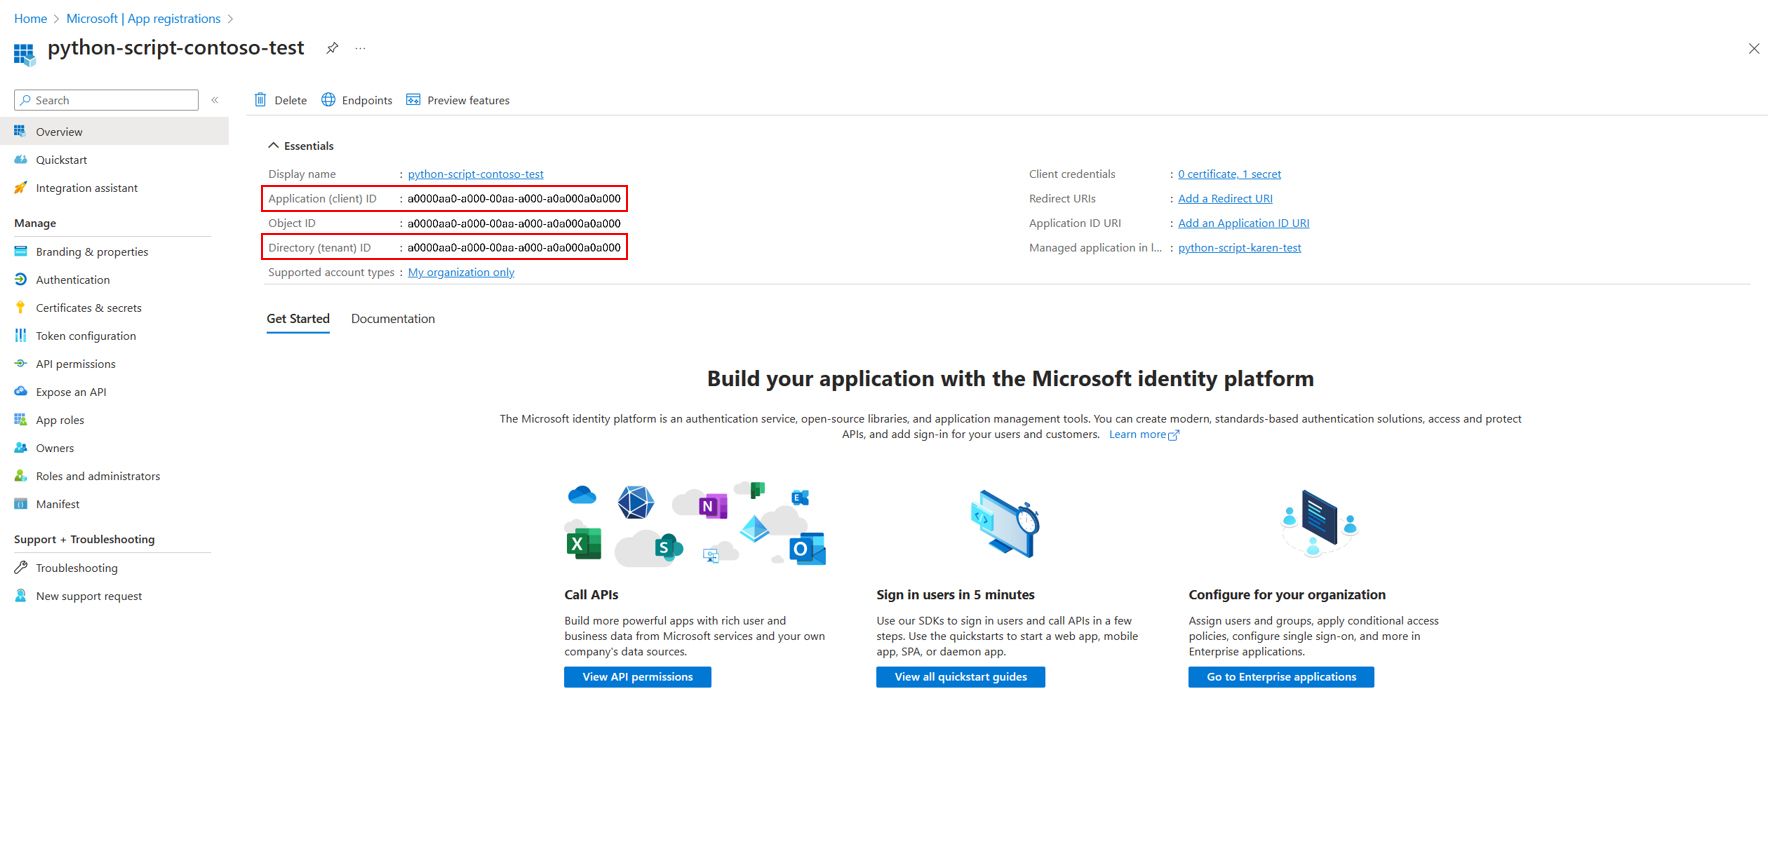 Home > Microsoft | App registrations >
python-script-contoso-test ...
Search «
Delete Endpoints Preview features
Overview
Quickstart
Integration assistant
Manage
Branding & properties
Authentication
Certificates & secrets
Token configuration
API permissions
Expose an API
App roles
Owners
Roles and administrators
Manifest
Support + Troubleshooting
Troubleshooting
New support request
Essentials
Display name : python-script-contoso-test
Application (client) ID : a0000aa0-a000-00aa-a000-a0a000a0a000
Object ID : a0000aa0-a000-00aa-a000-a0a000a0a000
Directory (tenant) ID : a0000aa0-a000-00aa-a000-a0a000a0a000
Supported account types : My organization only
Client credentials : 0 certificate, 1 secret
Redirect URIs : Add a Redirect URI
Application ID URI : Add an Application ID URI
Managed application in l... : python-script-karen-test
Get Started Documentation
Build your application with the Microsoft identity platform
The Microsoft identity platform is an authentication service, open-source libraries, and application management tools. You can create modern, standards-based authentication solutions, access and protect
APIs, and add sign-in for your users and customers. Learn more
N
E
X
S
O
Call APIs
Build more powerful apps with rich user and
business data from Microsoft services and your own
company's data sources.
View API permissions
Sign in users in 5 minutes
Use our SDKs to sign in users and call APIs in a few
steps. Use the quickstarts to start a web app, mobile
app, SPA, or daemon app.
View all quickstart guides
Configure for your organization
Assign users and groups, apply conditional access
policies, configure single sign-on, and more in
Enterprise applications.
Go to Enterprise applications